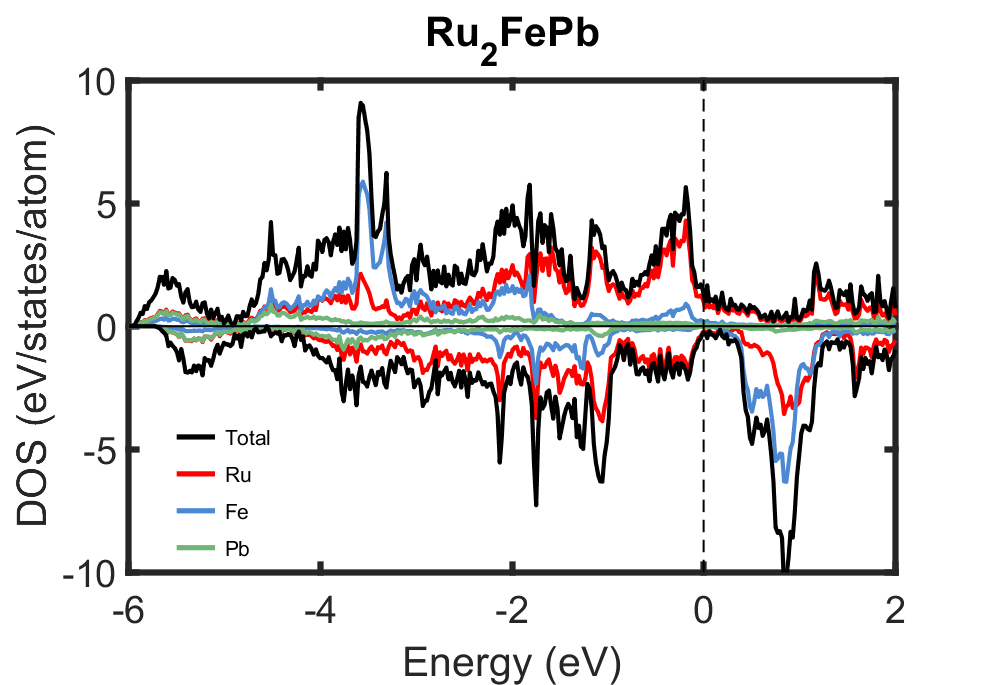 Ru₂FePb
10
5
0
-5
-10
DOS (eV/states/atom)
Total
Ru
Fe
Pb
-6 -4 -2 0 2
Energy (eV)